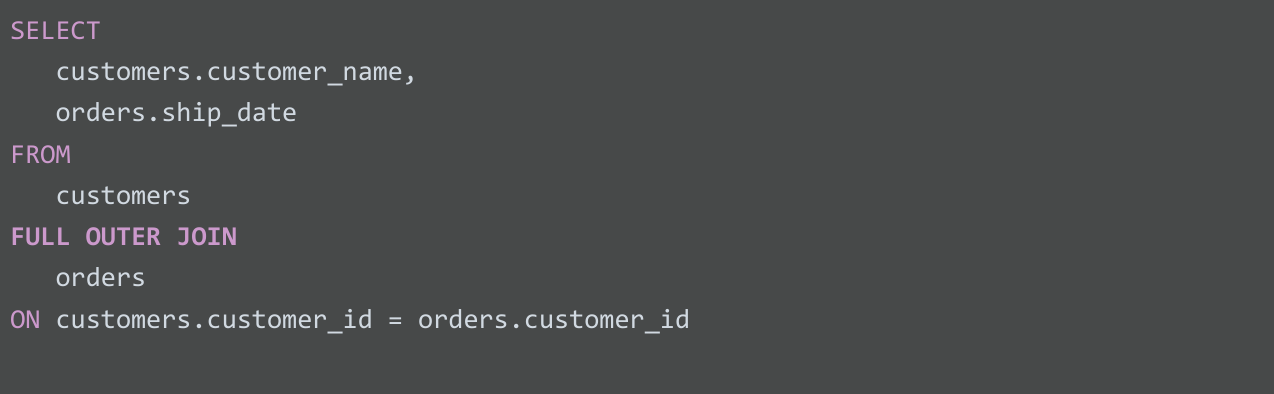 SELECT
customers.customer_name,
orders.ship_date
FROM
customers
FULL OUTER JOIN
orders
ON customers.customer_id = orders.customer_id